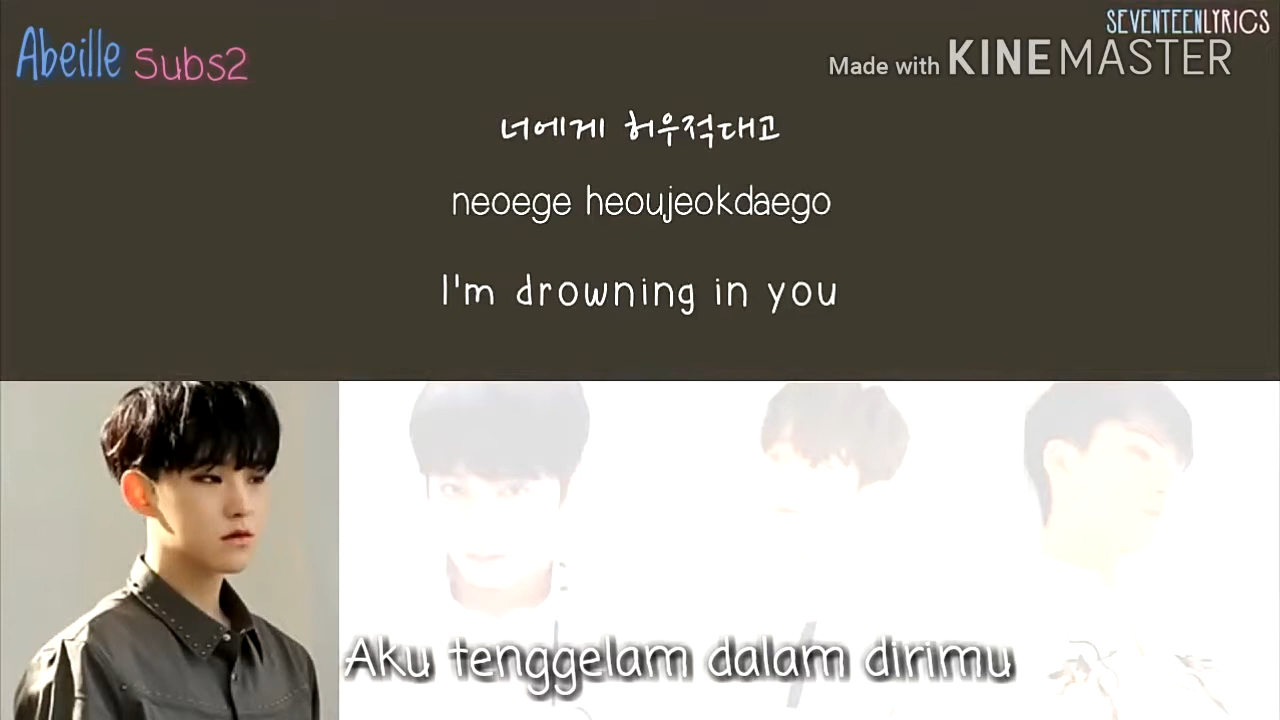 Abeille Subs2
SEVENTEENLYRICS
Made with KINEMASTER
너에게 허우적대고
neoege heoujeokdaego
I'm drowning in you
Aku tenggelam dalam dirimu